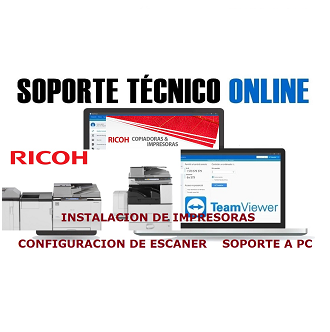 SOPORTE TÉCNICO ONLINE
RICOH COPIADORAS & IMPRESORAS
RICOH
TeamViewer
INSTALACION DE IMPRESORAS
CONFIGURACION DE ESCANER SOPORTE A PC